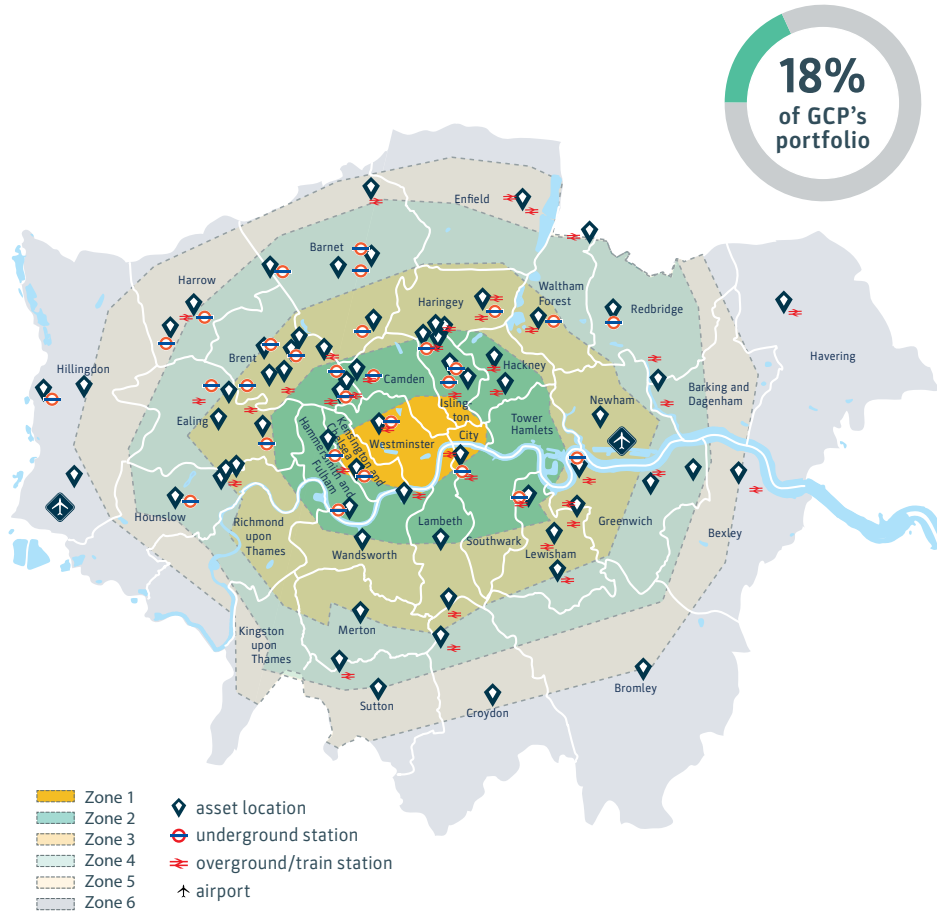 18%
of GCP's
portfolio
Enfield
Barnet
Harrow
Haringey
Waltham
Forest
Redbridge
Havering
Hillingdon
Brent
Camden
Hackney
Barking and
Dagenham
Ealing
Isling-
ton
Tower
Hamlets
Newham
Kensington and
Chelsea
Hammersmith and
Fulham
Westminster
City
Hounslow
Richmond
upon
Thames
Lambeth
Southwark
Greenwich
Bexley
Wandsworth
Lewisham
Merton
Kingston
upon
Thames
Sutton
Croydon
Bromley
Zone 1
Zone 2
Zone 3
Zone 4
Zone 5
Zone 6
asset location
underground station
overground/train station
airport